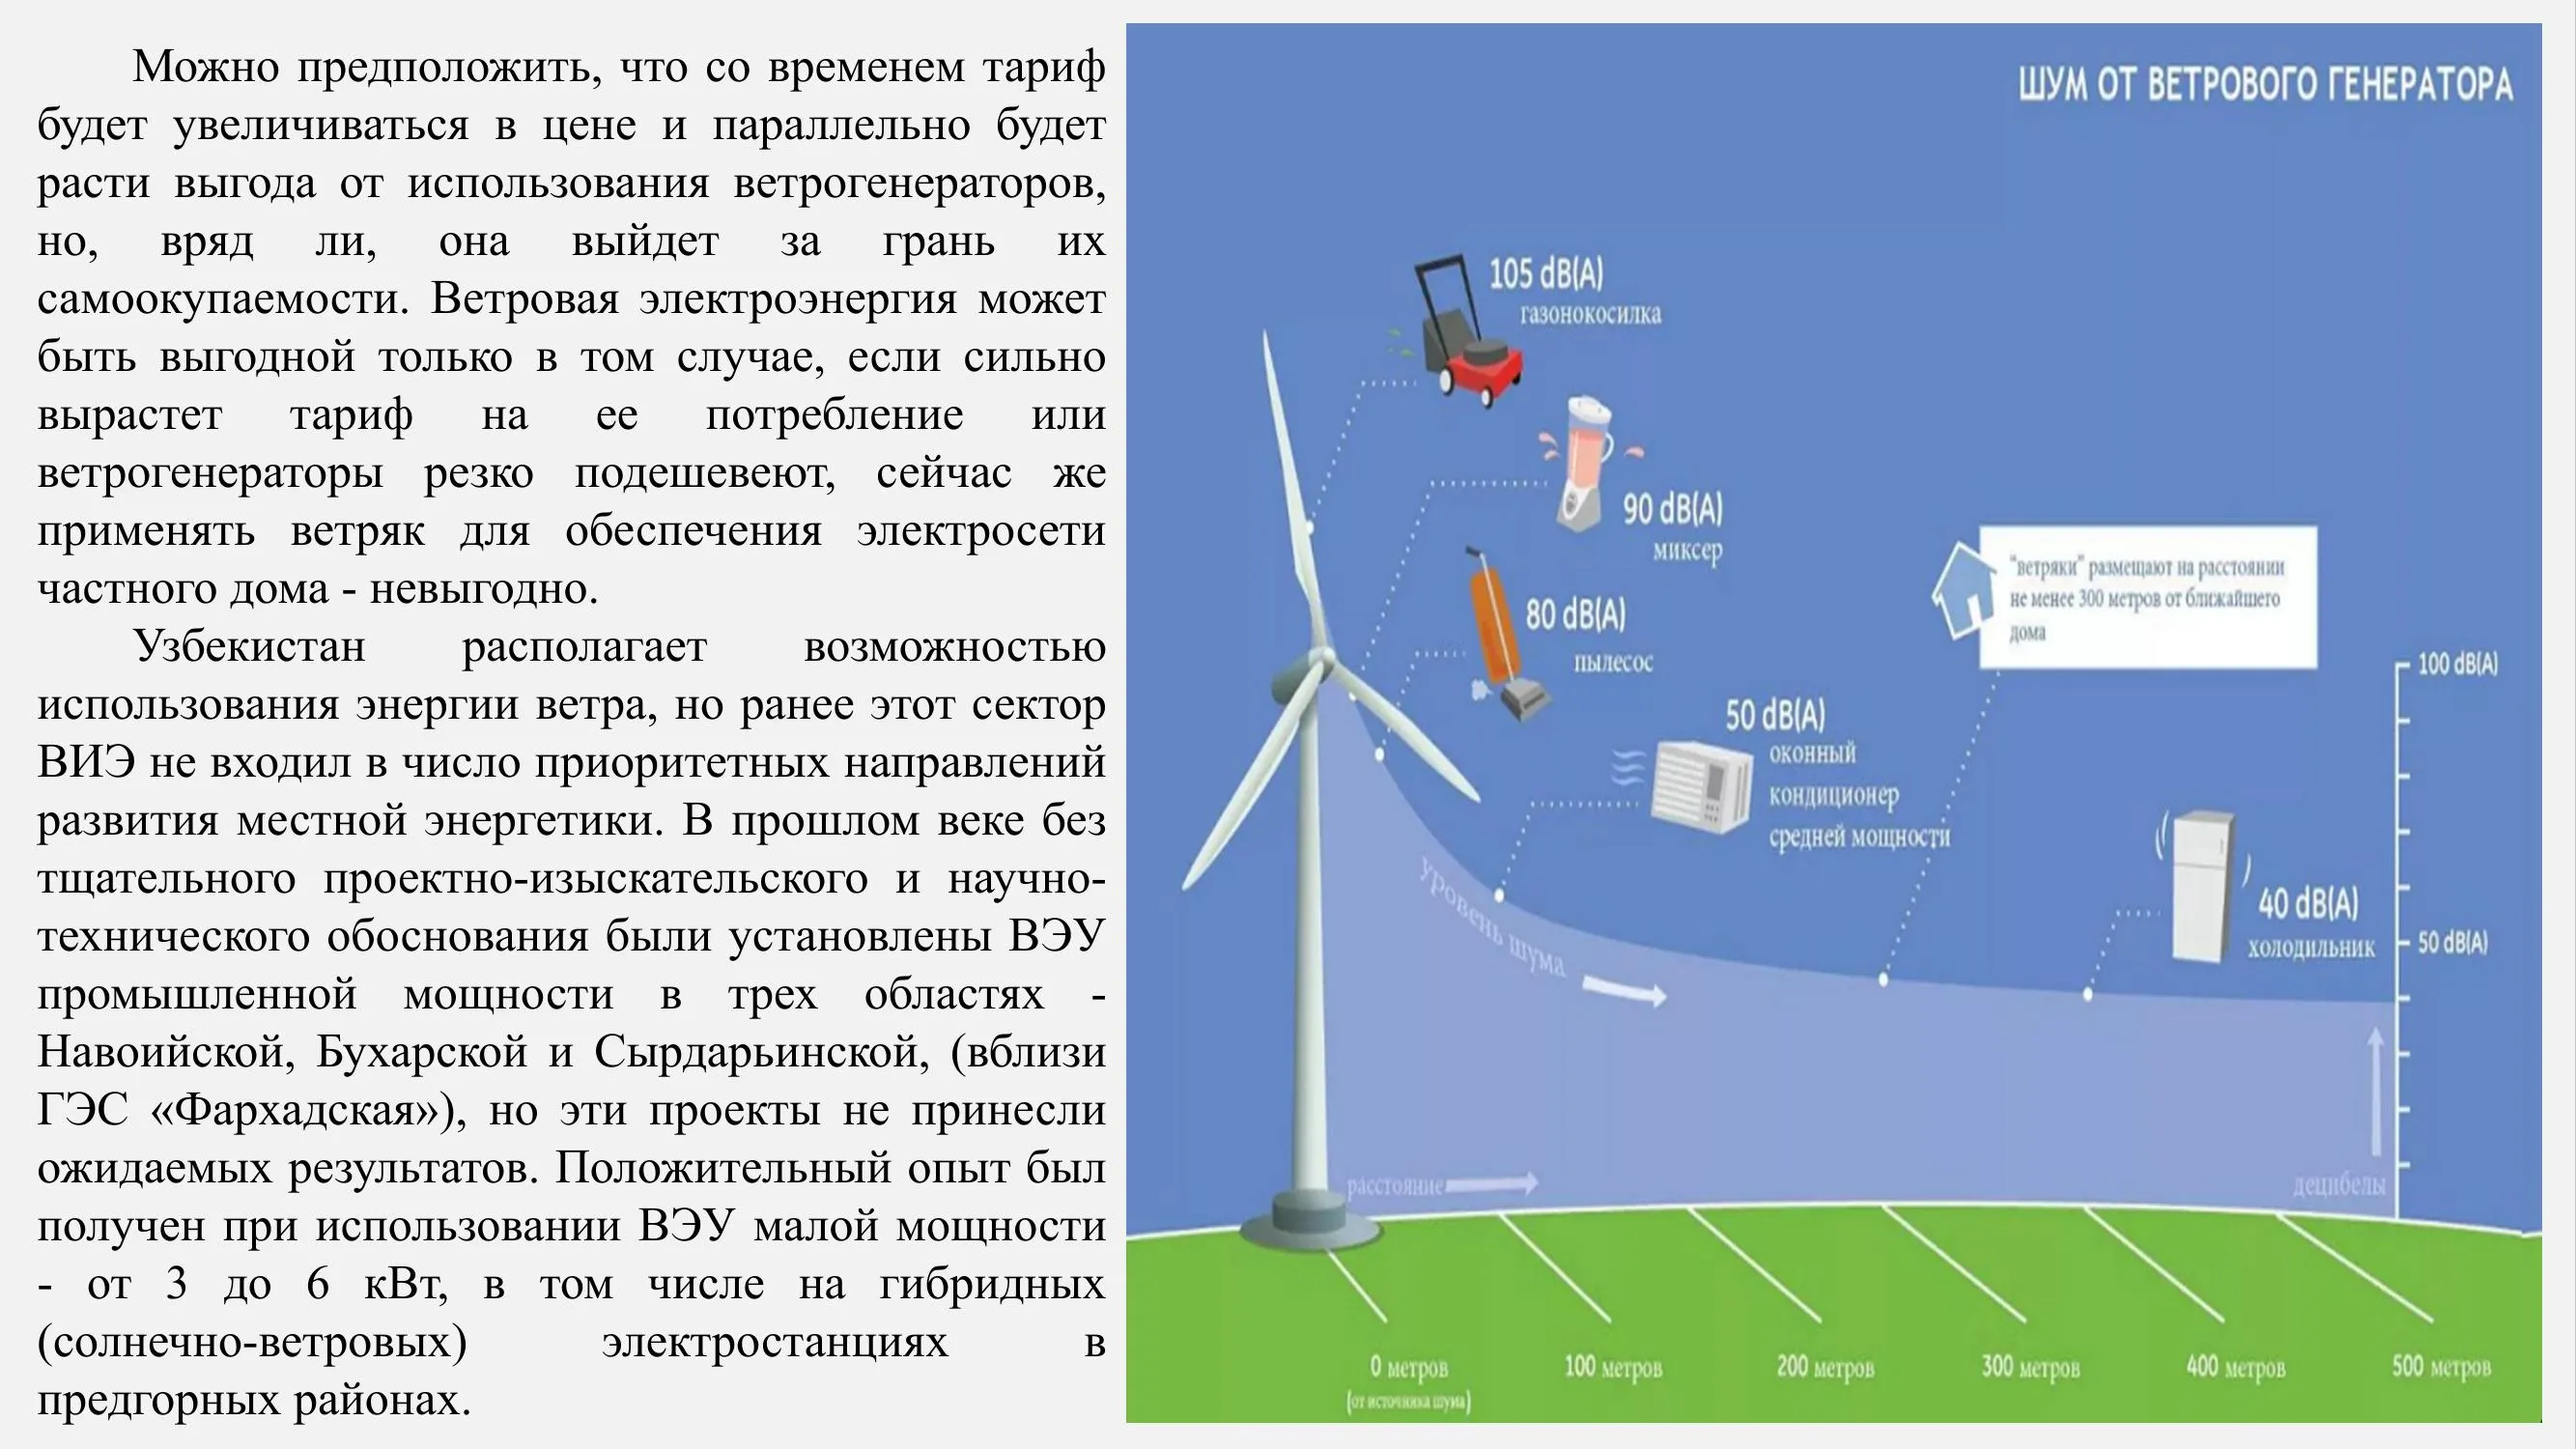 Можно предположить, что со временем тариф
будет увеличиваться в цене и параллельно будет
расти выгода от использования ветрогенераторов,
но, вряд ли, она выйдет за грань их
самоокупаемости. Ветровая электроэнергия может
быть выгодной только в том случае, если сильно
вырастет тариф на ее потребление или
ветрогенераторы резко подешевеют, сейчас же
применять ветряк для обеспечения электросети
частного дома - невыгодно.
Узбекистан располагает возможностью
использования энергии ветра, но ранее этот сектор
ВИЭ не входил в число приоритетных направлений
развития местной энергетики. В прошлом веке без
тщательного проектно-изыскательского и научно-
технического обоснования были установлены ВЭУ
промышленной мощности в трех областях -
Навоийской, Бухарской и Сырдарьинской, (вблизи
ГЭС «Фархадская»), но эти проекты не принесли
ожидаемых результатов. Положительный опыт был
получен при использовании ВЭУ малой мощности
- от 3 до 6 кВт, в том числе на гибридных
(солнечно-ветровых) электростанциях в
предгорных районах.
ШУМ ОТ ВЕТРОВОГО ГЕНЕРАТОРА
105 dB(A)
газонокосилка
90 dB(A)
миксер
80 dB(A)
пылесос
50 dB(A)
оконный
кондиционер
средней мощности
"ветряки" размещают на расстоянии
не менее 300 метров от ближайшего
дома
100 dB(A)
40 dB(A)
холодильник
50 dB(A)
уровень шума
расстояние
децибелы
0 метров
(от источника шума)
100 метров
200 метров
300 метров
400 метров
500 метров